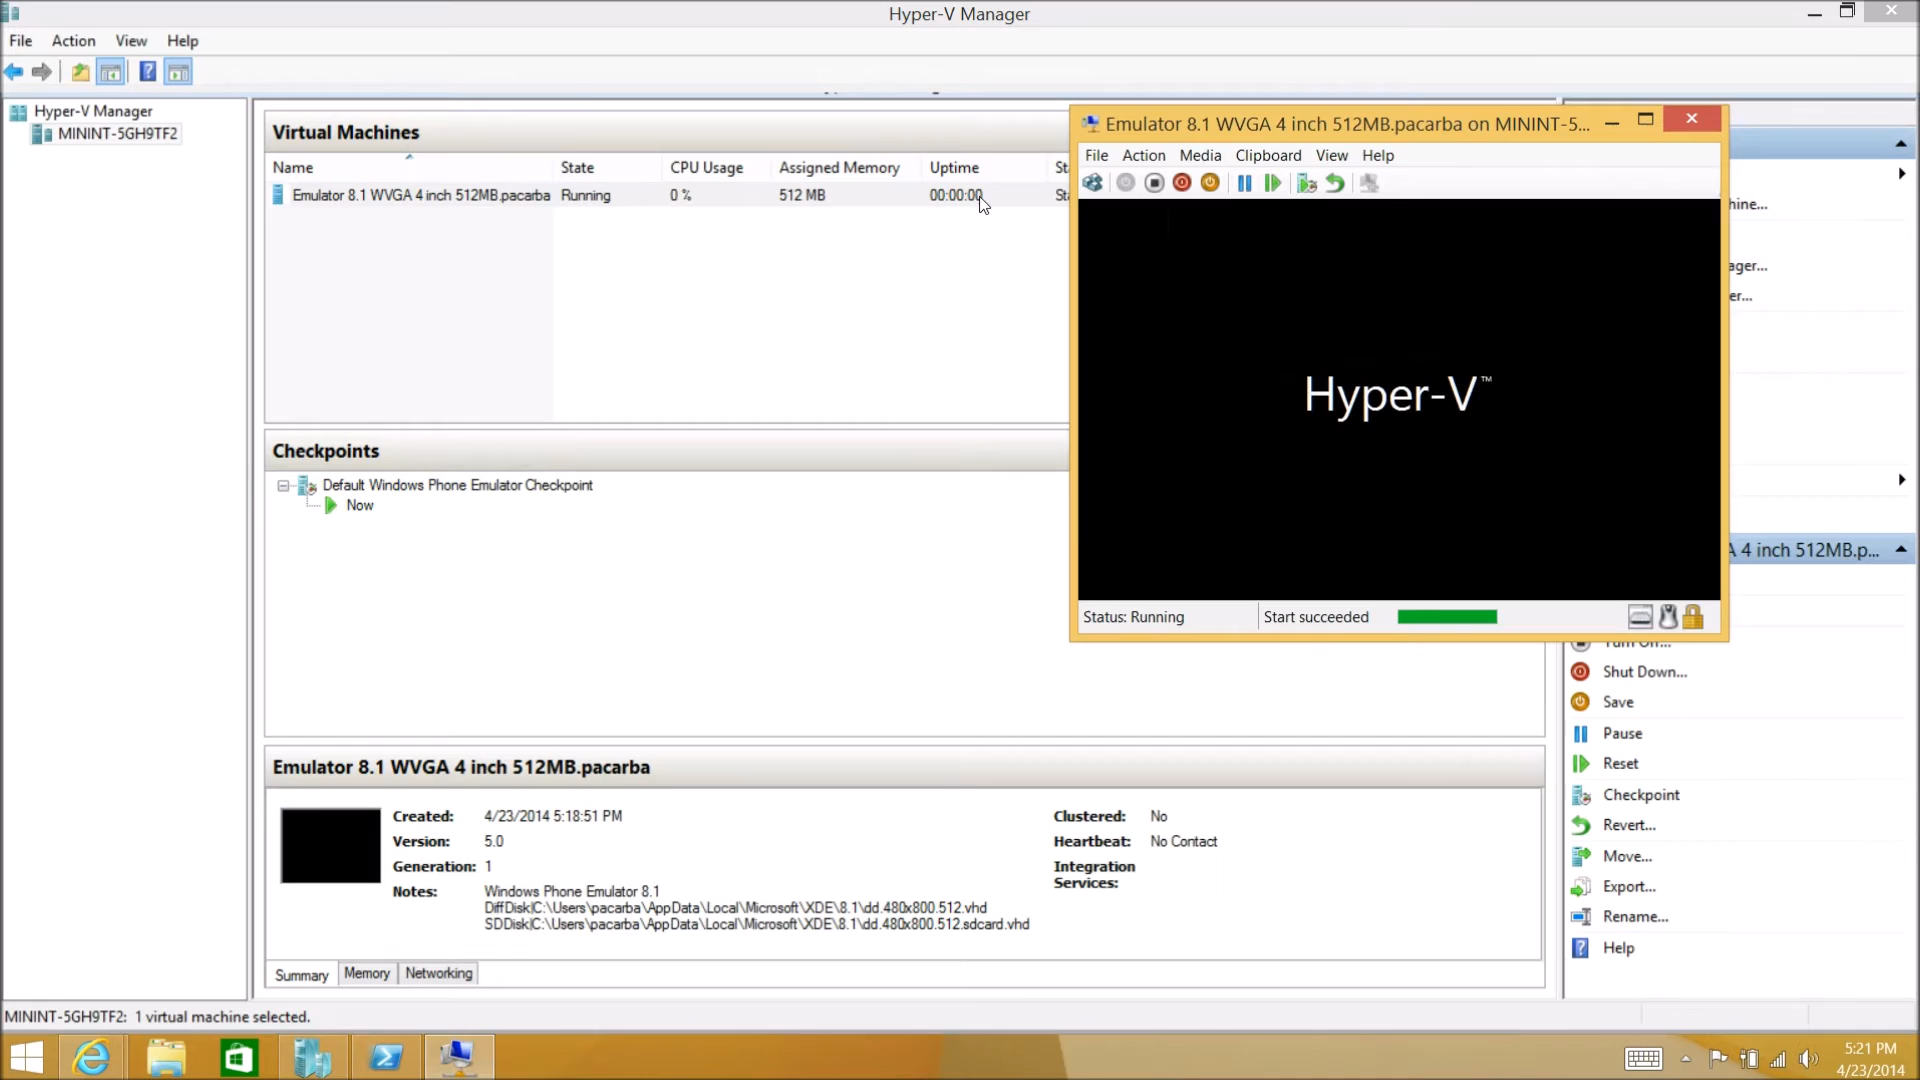 Hyper-V Manager
File Action View Help
Hyper-V Manager
MININT-5GH9TF2
Virtual Machines
Name State CPU Usage Assigned Memory Uptime
Emulator 8.1 WVGA 4 inch 512MB.pacarba Running 0 % 512 MB 00:00:00
Emulator 8.1 WVGA 4 inch 512MB.pacarba on MININT-5...
File Action Media Clipboard View Help
Hyper-V™
Status: Running Start succeeded
hine...
ager...
er...
4 inch 512MB.p...
Checkpoints
Default Windows Phone Emulator Checkpoint
Now
Shut Down...
Save
Pause
Reset
Checkpoint
Revert...
Move...
Export...
Rename...
Help
Emulator 8.1 WVGA 4 inch 512MB.pacarba
Created: 4/23/2014 5:18:51 PM
Version: 5.0
Generation: 1
Notes: Windows Phone Emulator 8.1
DiffDisk|C:\Users\pacarba\AppData\Local\Microsoft\XDE\8.1\dd.480x800.512.vhd
SDDisk|C:\Users\pacarba\AppData\Local\Microsoft\XDE\8.1\dd.480x800.512.sdcard.vhd
Clustered: No
Heartbeat: No Contact
Integration
Services:
Summary Memory Networking
MININT-5GH9TF2: 1 virtual machine selected.
5:21 PM
4/23/2014